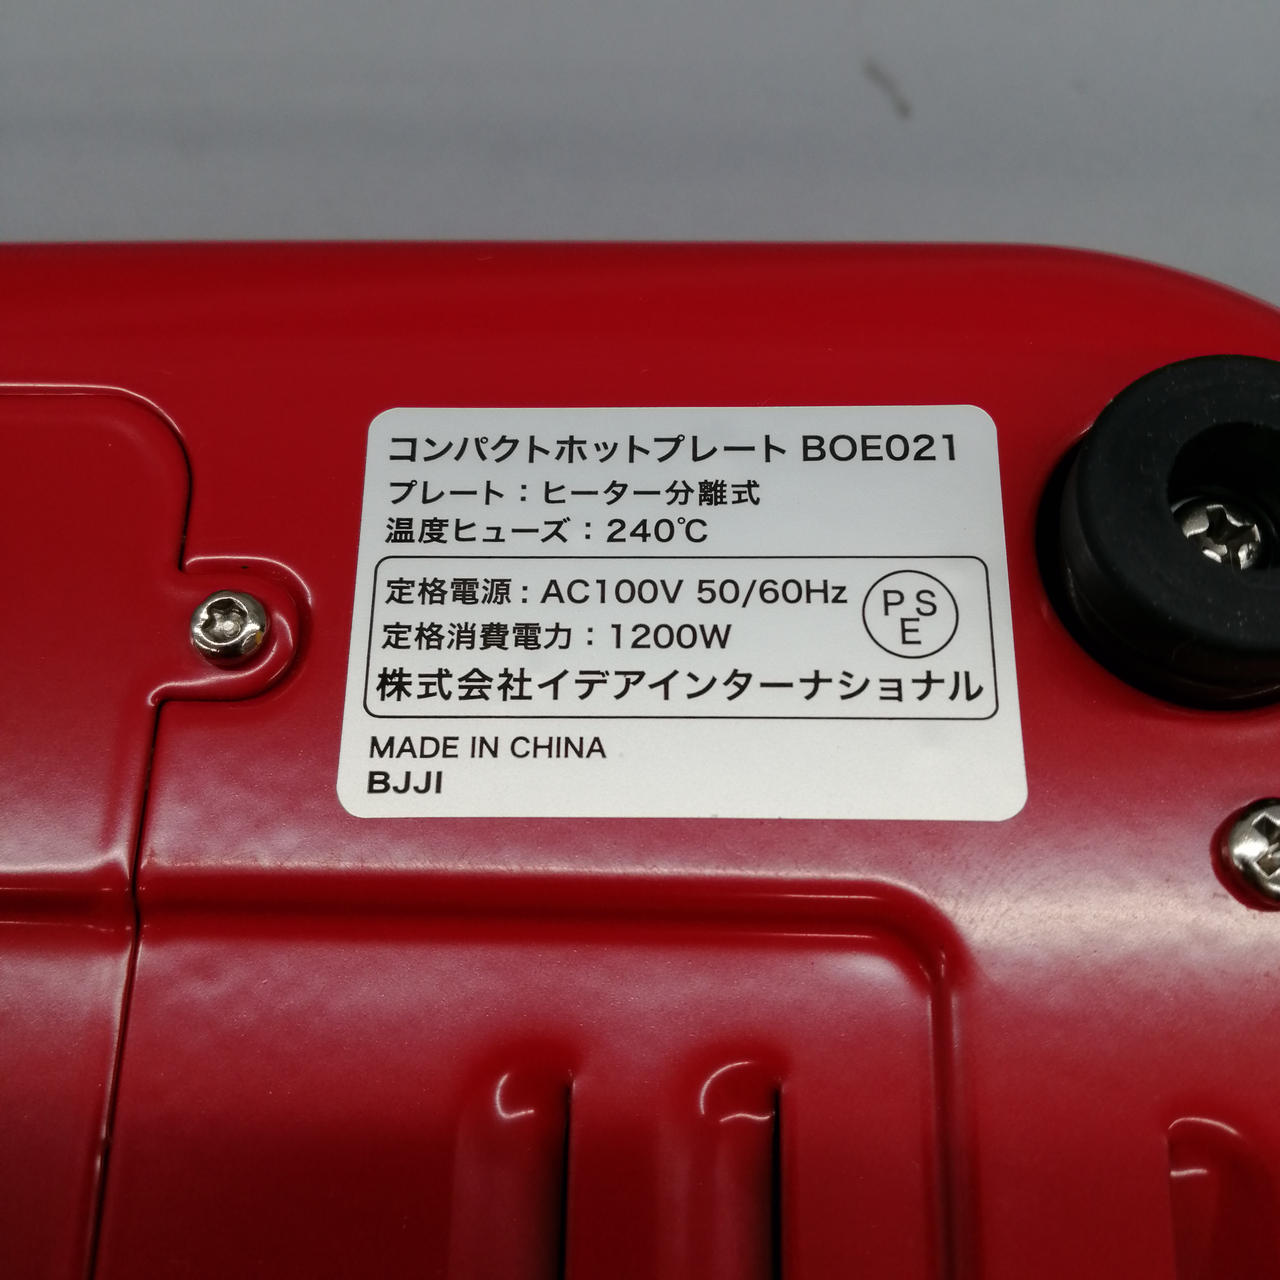 コンパクトホットプレート BOE021
プレート：ヒーター分離式
温度ヒューズ：240℃
定格電源：AC100V 50/60Hz
定格消費電力：1200W
PSE
株式会社イデアインターナショナル
MADE IN CHINA
BJJI